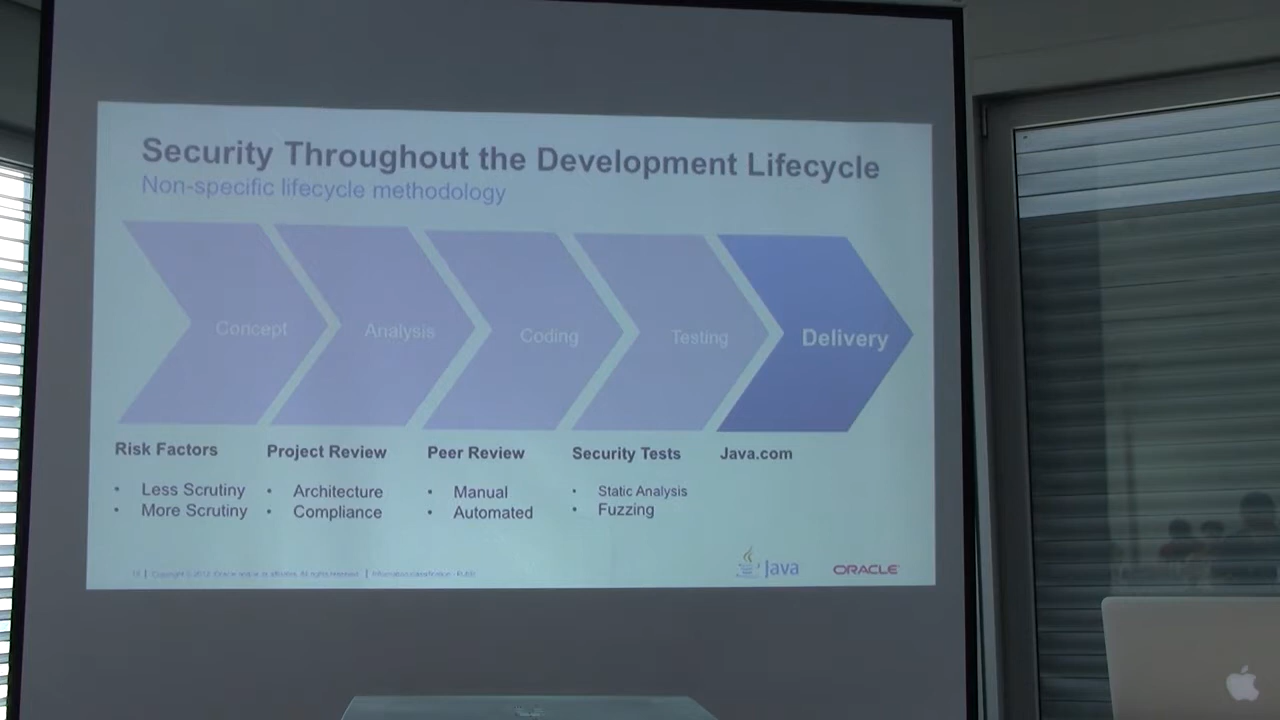 Security Throughout the Development Lifecycle
Non-specific lifecycle methodology
Concept
Analysis
Coding
Testing
Delivery
Risk Factors
• Less Scrutiny
• More Scrutiny
Project Review
• Architecture
• Compliance
Peer Review
• Manual
• Automated
Security Tests
• Static Analysis
• Fuzzing
Java.com
Java
ORACLE